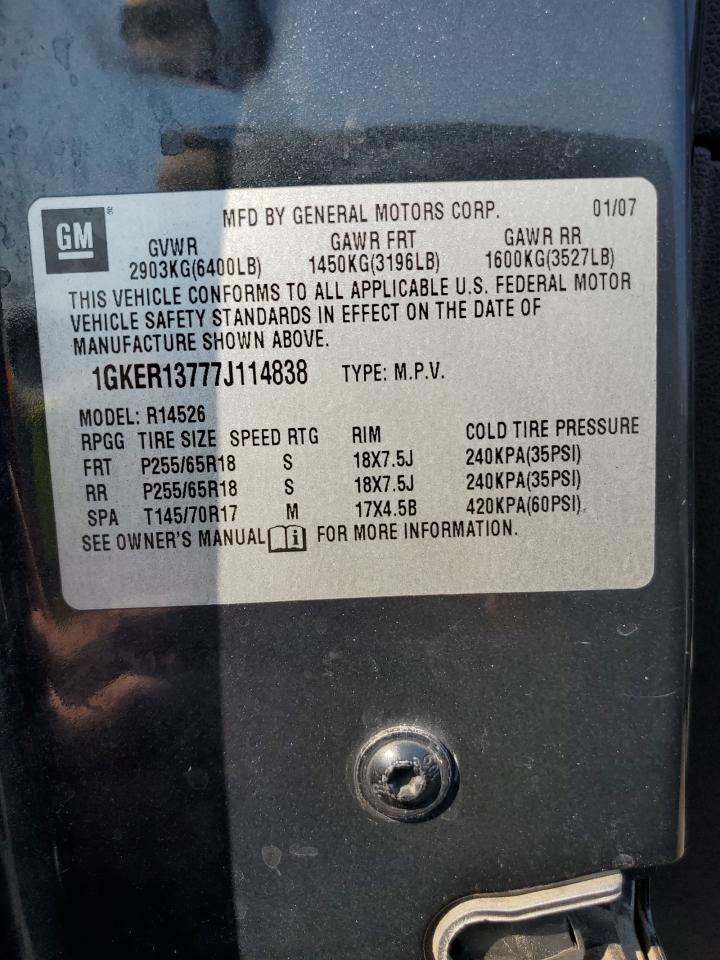 GM
MFD BY GENERAL MOTORS CORP. 01/07
GVWR GAWR FRT GAWR RR
2903KG(6400LB) 1450KG(3196LB) 1600KG(3527LB)
THIS VEHICLE CONFORMS TO ALL APPLICABLE U.S. FEDERAL MOTOR
VEHICLE SAFETY STANDARDS IN EFFECT ON THE DATE OF
MANUFACTURE SHOWN ABOVE.
1GKER13777J114838 TYPE: M.P.V.
MODEL: R14526
RPGG TIRE SIZE SPEED RTG RIM COLD TIRE PRESSURE
FRT P255/65R18 S 18X7.5J 240KPA(35PSI)
RR P255/65R18 S 18X7.5J 240KPA(35PSI)
SPA T145/70R17 M 17X4.5B 420KPA(60PSI)
SEE OWNER'S MANUAL i FOR MORE INFORMATION.